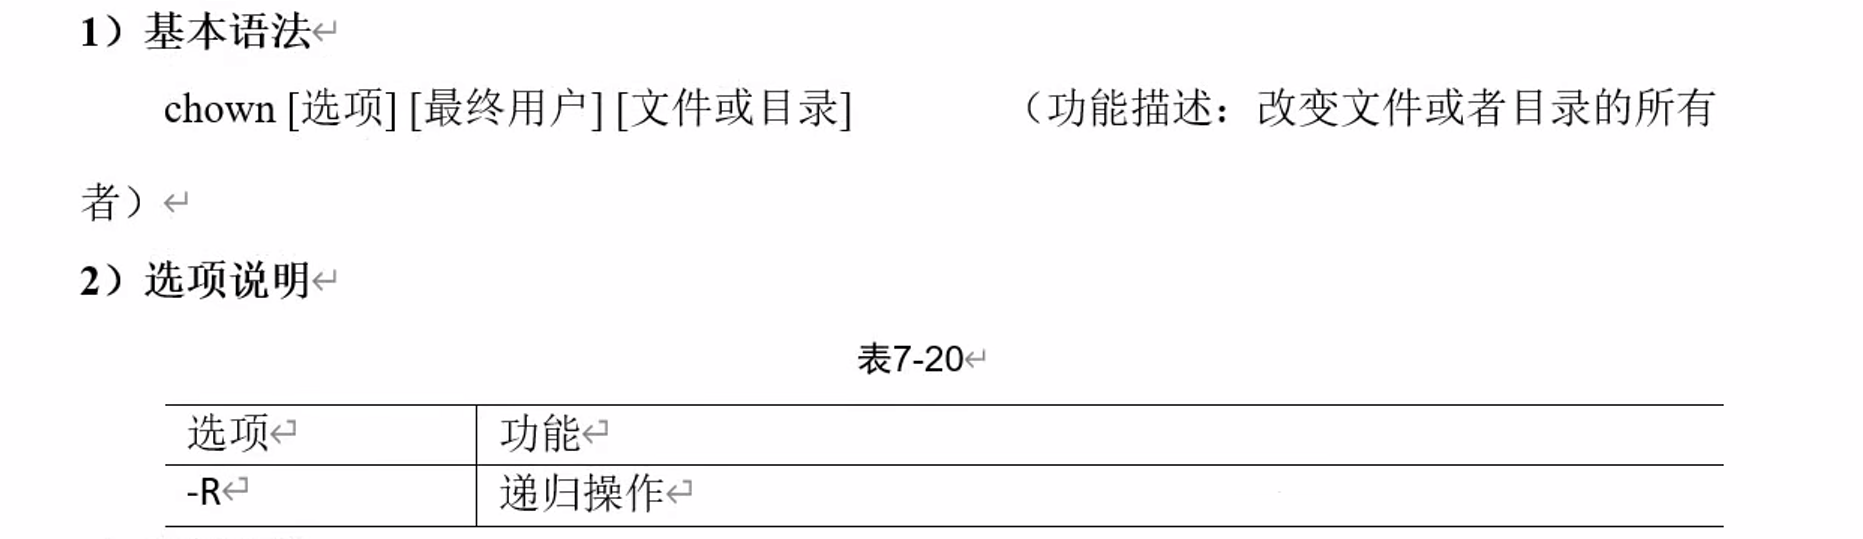 1）基本语法
chown [选项] [最终用户] [文件或目录] （功能描述：改变文件或者目录的所有
者）
2）选项说明
表7-20
选项 功能
-R 递归操作